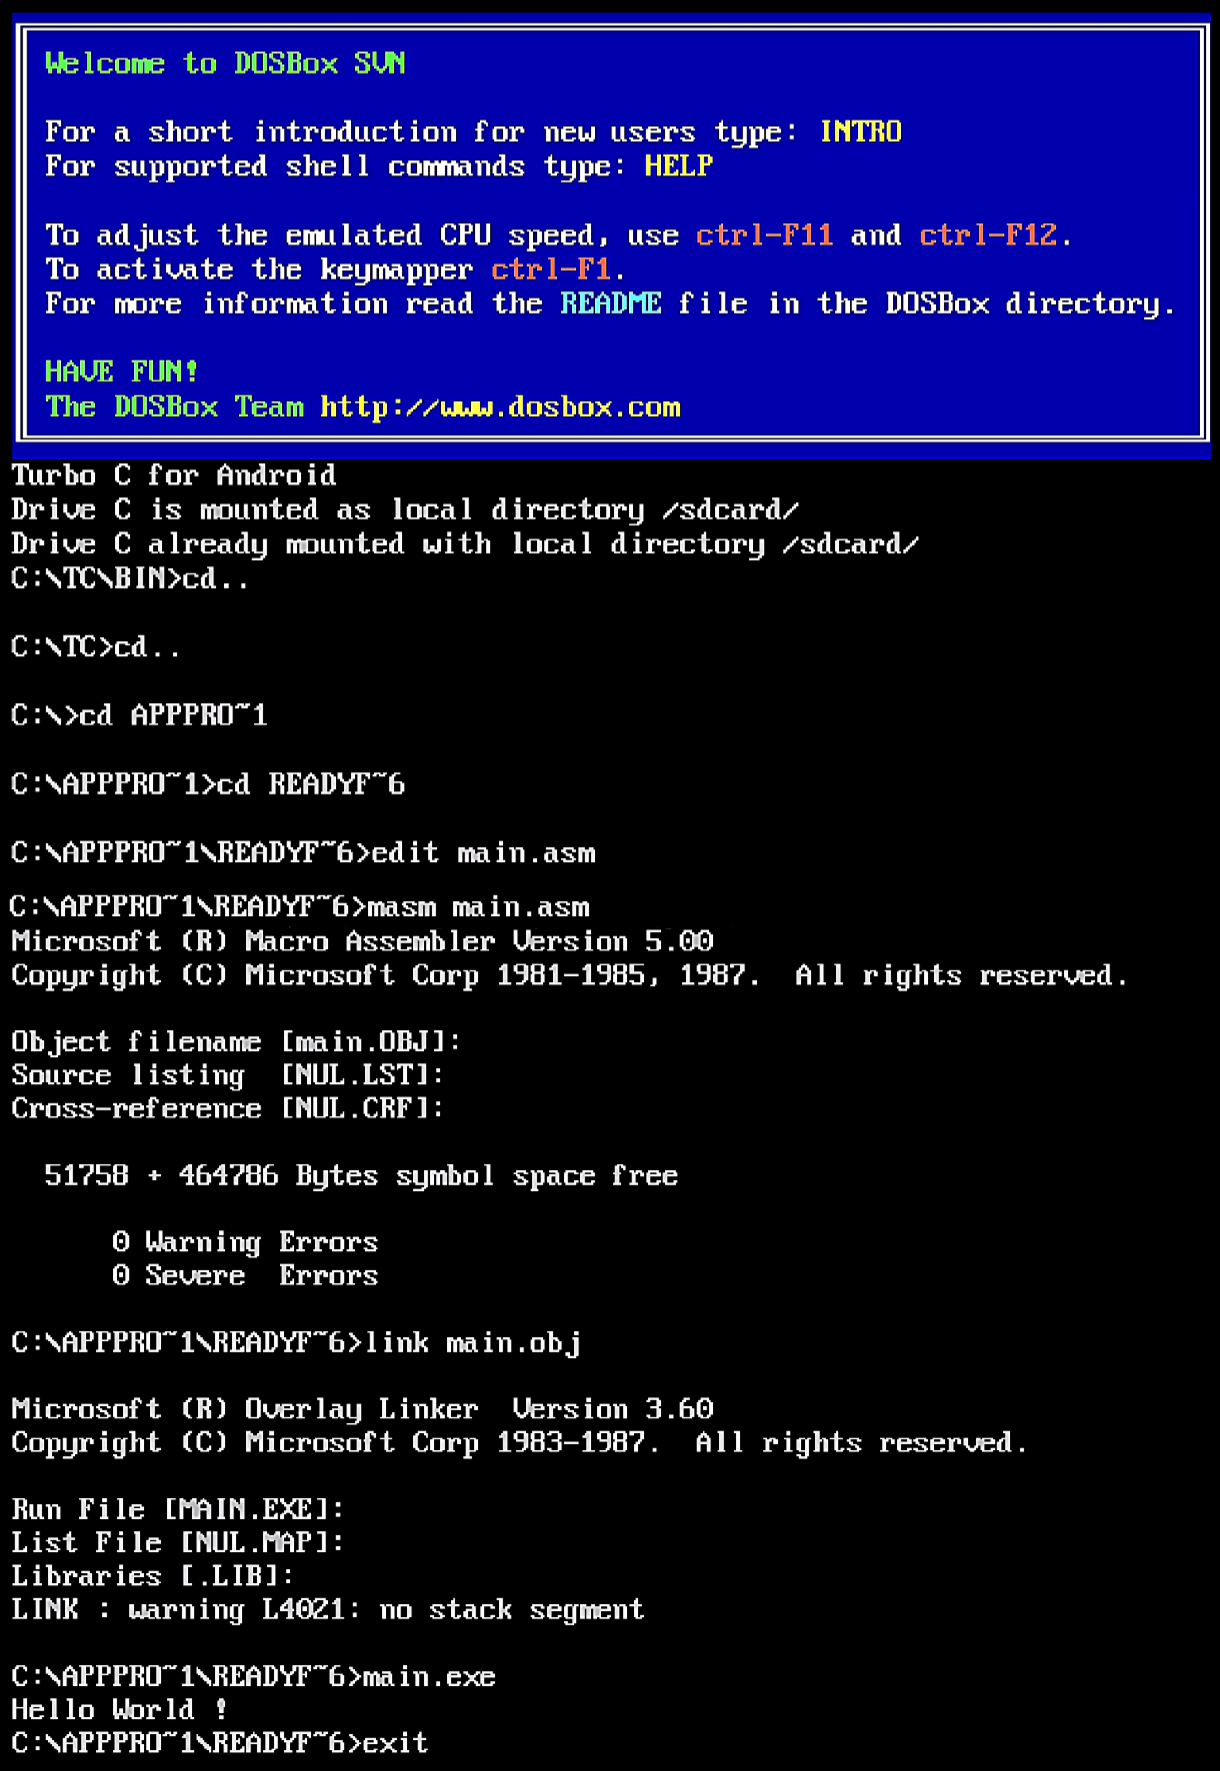 Welcome to DOSBox SVN
For a short introduction for new users type: INTRO
For supported shell commands type: HELP
To adjust the emulated CPU speed, use ctrl-F11 and ctrl-F12.
To activate the keymapper ctrl-F1.
For more information read the README file in the DOSBox directory.
HAVE FUN!
The DOSBox Team http://www.dosbox.com
Turbo C for Android
Drive C is mounted as local directory /sdcard/
Drive C already mounted with local directory /sdcard/
C:\TC\BIN>cd..
C:\TC>cd..
C:\>cd APPPRO~1
C:\APPPRO~1>cd READYF~6
C:\APPPRO~1\READYF~6>edit main.asm
C:\APPPRO~1\READYF~6>masm main.asm
Microsoft (R) Macro Assembler Version 5.00
Copyright (C) Microsoft Corp 1981-1985, 1987.  All rights reserved.
Object filename [main.OBJ]:
Source listing  [NUL.LST]:
Cross-reference [NUL.CRF]:
51758 + 464786 Bytes symbol space free
0 Warning Errors
0 Severe  Errors
C:\APPPRO~1\READYF~6>link main.obj
Microsoft (R) Overlay Linker  Version 3.60
Copyright (C) Microsoft Corp 1983-1987.  All rights reserved.
Run File [MAIN.EXE]:
List File [NUL.MAP]:
Libraries [.LIB]:
LINK : warning L4021: no stack segment
C:\APPPRO~1\READYF~6>main.exe
Hello World !
C:\APPPRO~1\READYF~6>exit